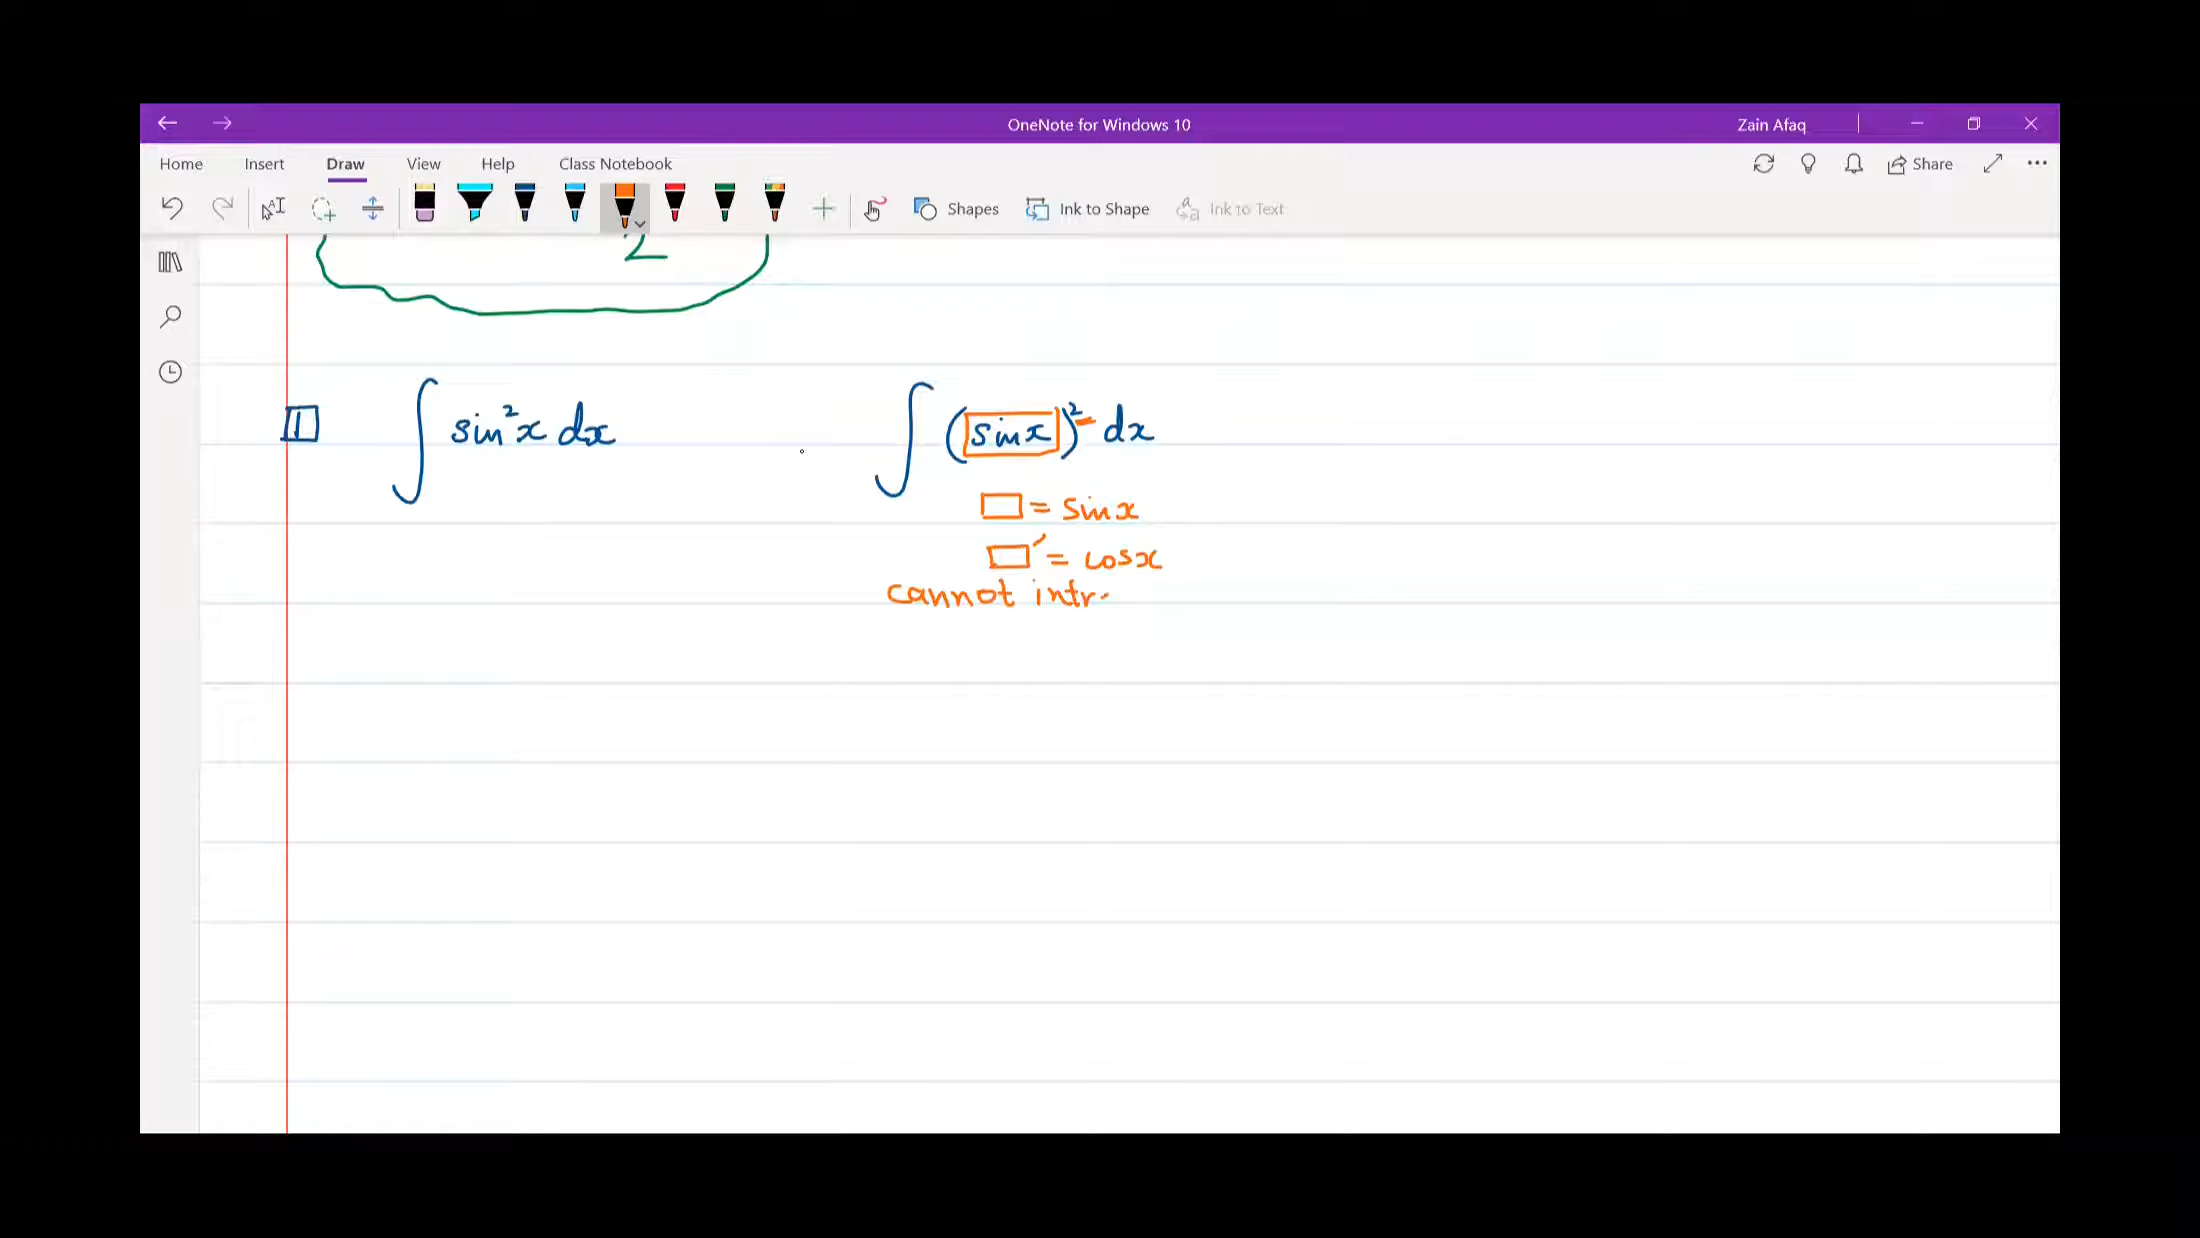 OneNote for Windows 10
Zain Afaq
Home Insert Draw View Help Class Notebook
Share
Shapes Ink to Shape Ink to Text
2
1 ∫ sin²x dx ∫ (sinx)² dx
□ = sinx
□′ = cosx
cannot intr.